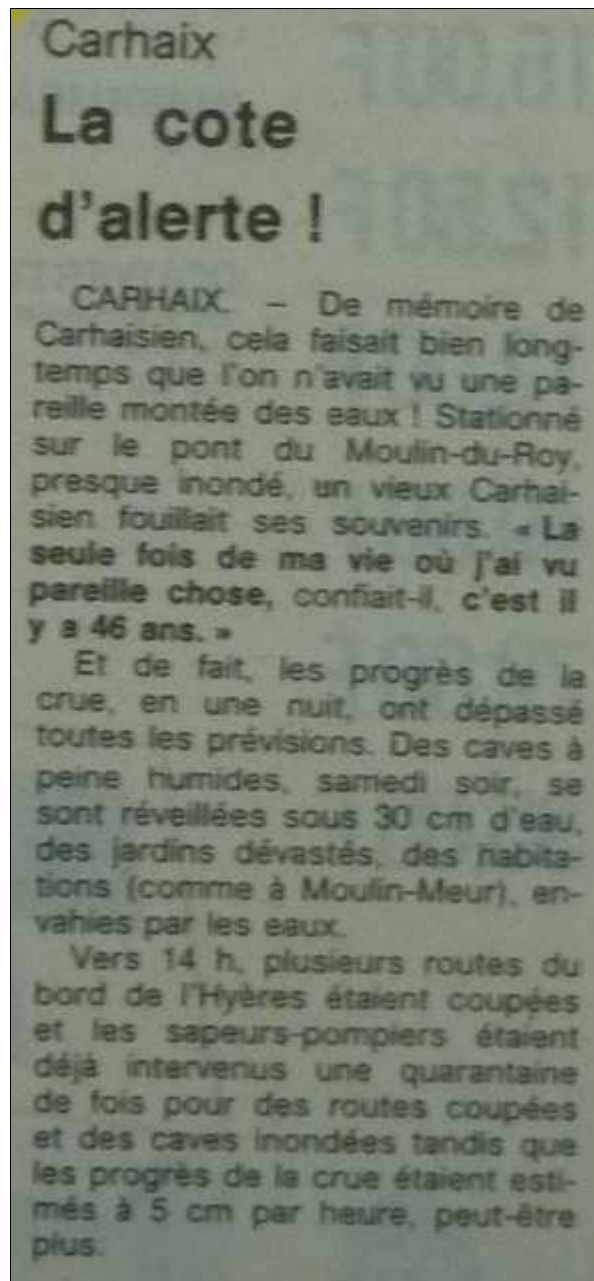 Carhaix
La cote
d'alerte !
CARHAIX. – De mémoire de
Carhaisien, cela faisait bien long-
temps que l'on n'avait vu une pa-
reille montée des eaux ! Stationné
sur le pont du Moulin-du-Roy,
presque inondé, un vieux Carhai-
sien fouillait ses souvenirs. « La
seule fois de ma vie où j'ai vu
pareille chose, confiait-il, c'est il
y a 46 ans. »
Et de fait, les progrès de la
crue, en une nuit, ont dépassé
toutes les prévisions. Des caves à
peine humides, samedi soir, se
sont réveillées sous 30 cm d'eau,
des jardins dévastés, des habita-
tions (comme à Moulin-Meur), en-
vahies par les eaux.
Vers 14 h, plusieurs routes du
bord de l'Hyères étaient coupées
et les sapeurs-pompiers étaient
déjà intervenus une quarantaine
de fois pour des routes coupées
et des caves inondées tandis que
les progrès de la crue étaient esti-
més à 5 cm par heure, peut-être
plus.